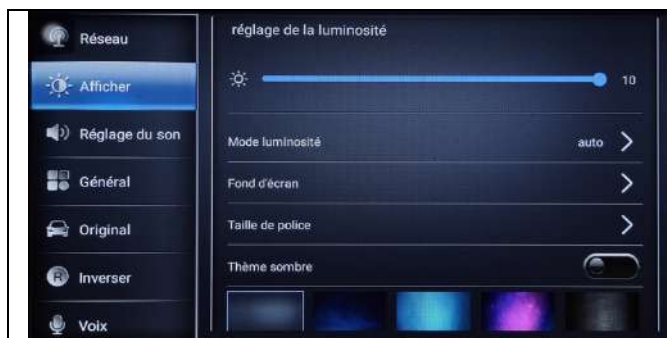 Réseau
Afficher
Réglage du son
Général
Original
R Inverser
Voix
réglage de la luminosité
10
Mode luminosité auto
Fond d'écran
Taille de police
Thème sombre